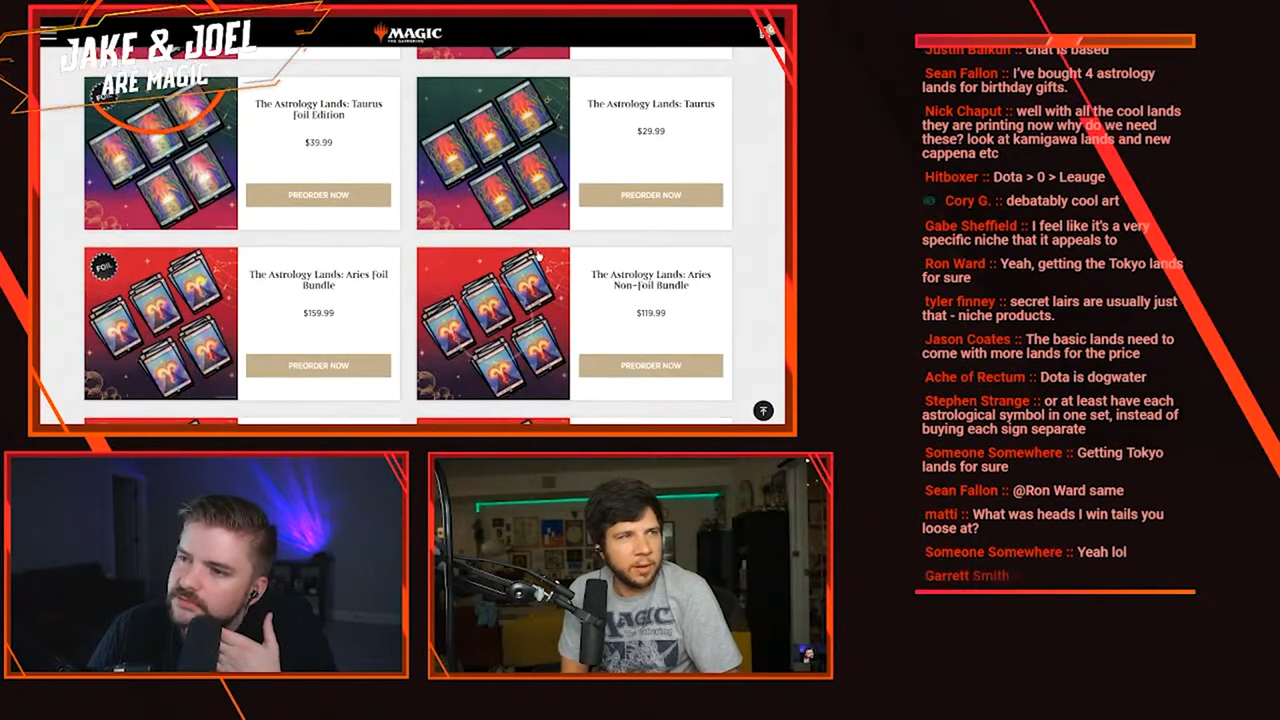 JAKE & JOEL
ARE MAGIC
MAGIC
THE GATHERING
FOIL
The Astrology Lands: Taurus
Foil Edition
$39.99
PREORDER NOW
The Astrology Lands: Taurus
$29.99
PREORDER NOW
FOIL
The Astrology Lands: Aries Foil
Bundle
$159.99
PREORDER NOW
The Astrology Lands: Aries
Non-Foil Bundle
$119.99
PREORDER NOW
MAGIC
The Gathering
Justin Balkun :: chat is based
Sean Fallon :: I've bought 4 astrology
lands for birthday gifts.
Nick Chaput :: well with all the cool lands
they are printing now why do we need
these? look at kamigawa lands and new
cappena etc
Hitboxer :: Dota > 0 > Leauge
Cory G. :: debatably cool art
Gabe Sheffield :: I feel like it's a very
specific niche that it appeals to
Ron Ward :: Yeah, getting the Tokyo lands
for sure
tyler finney :: secret lairs are usually just
that - niche products.
Jason Coates :: The basic lands need to
come with more lands for the price
Ache of Rectum :: Dota is dogwater
Stephen Strange :: or at least have each
astrological symbol in one set, instead of
buying each sign separate
Someone Somewhere :: Getting Tokyo
lands for sure
Sean Fallon :: @Ron Ward same
matti :: What was heads I win tails you
loose at?
Someone Somewhere :: Yeah lol
Garrett Smith